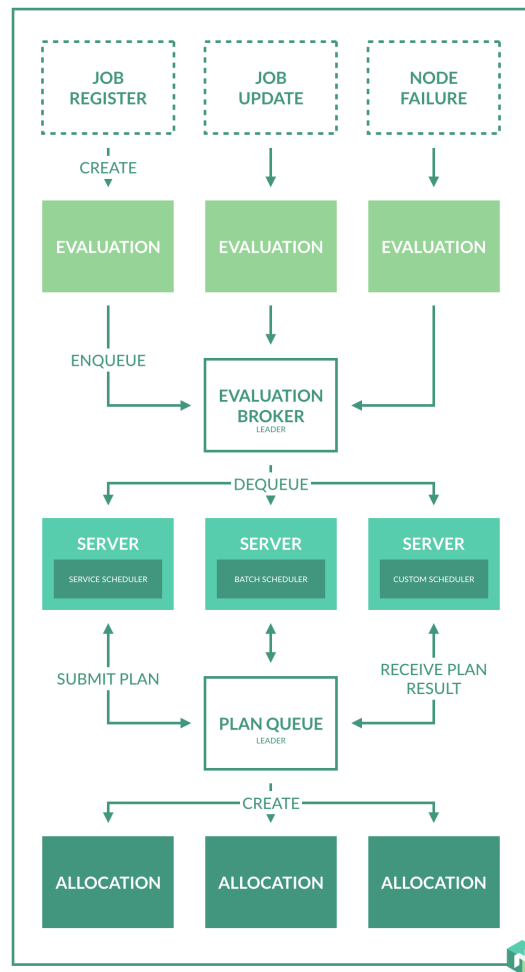 JOB
REGISTER
JOB
UPDATE
NODE
FAILURE
CREATE
EVALUATION
EVALUATION
EVALUATION
ENQUEUE
EVALUATION
BROKER
LEADER
DEQUEUE
SERVER
SERVICE SCHEDULER
SERVER
BATCH SCHEDULER
SERVER
CUSTOM SCHEDULER
SUBMIT PLAN
RECEIVE PLAN
RESULT
PLAN QUEUE
LEADER
CREATE
ALLOCATION
ALLOCATION
ALLOCATION